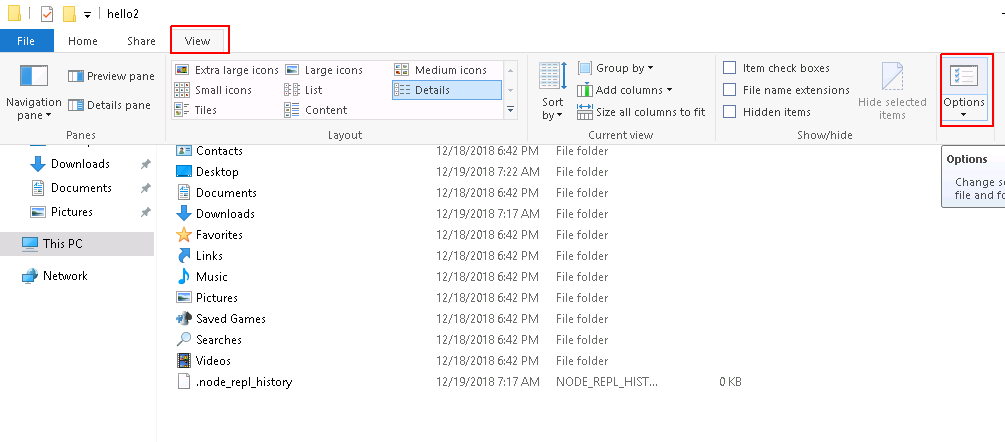 hello2
File Home Share View
Navigation pane
Preview pane
Details pane
Panes
Extra large icons Large icons Medium icons
Small icons List Details
Tiles Content
Layout
Sort by
Group by
Add columns
Size all columns to fit
Current view
Item check boxes
File name extensions
Hidden items
Hide selected items
Show/hide
Options
Options
Change
file and
Downloads
Documents
Pictures
This PC
Network
Contacts 12/18/2018 6:42 PM File folder
Desktop 12/19/2018 7:22 AM File folder
Documents 12/18/2018 6:42 PM File folder
Downloads 12/19/2018 7:17 AM File folder
Favorites 12/18/2018 6:42 PM File folder
Links 12/18/2018 6:42 PM File folder
Music 12/18/2018 6:42 PM File folder
Pictures 12/18/2018 6:42 PM File folder
Saved Games 12/18/2018 6:42 PM File folder
Searches 12/18/2018 6:42 PM File folder
Videos 12/18/2018 6:42 PM File folder
.node_repl_history 12/19/2018 7:17 AM NODE_REPL_HIST... 0 KB